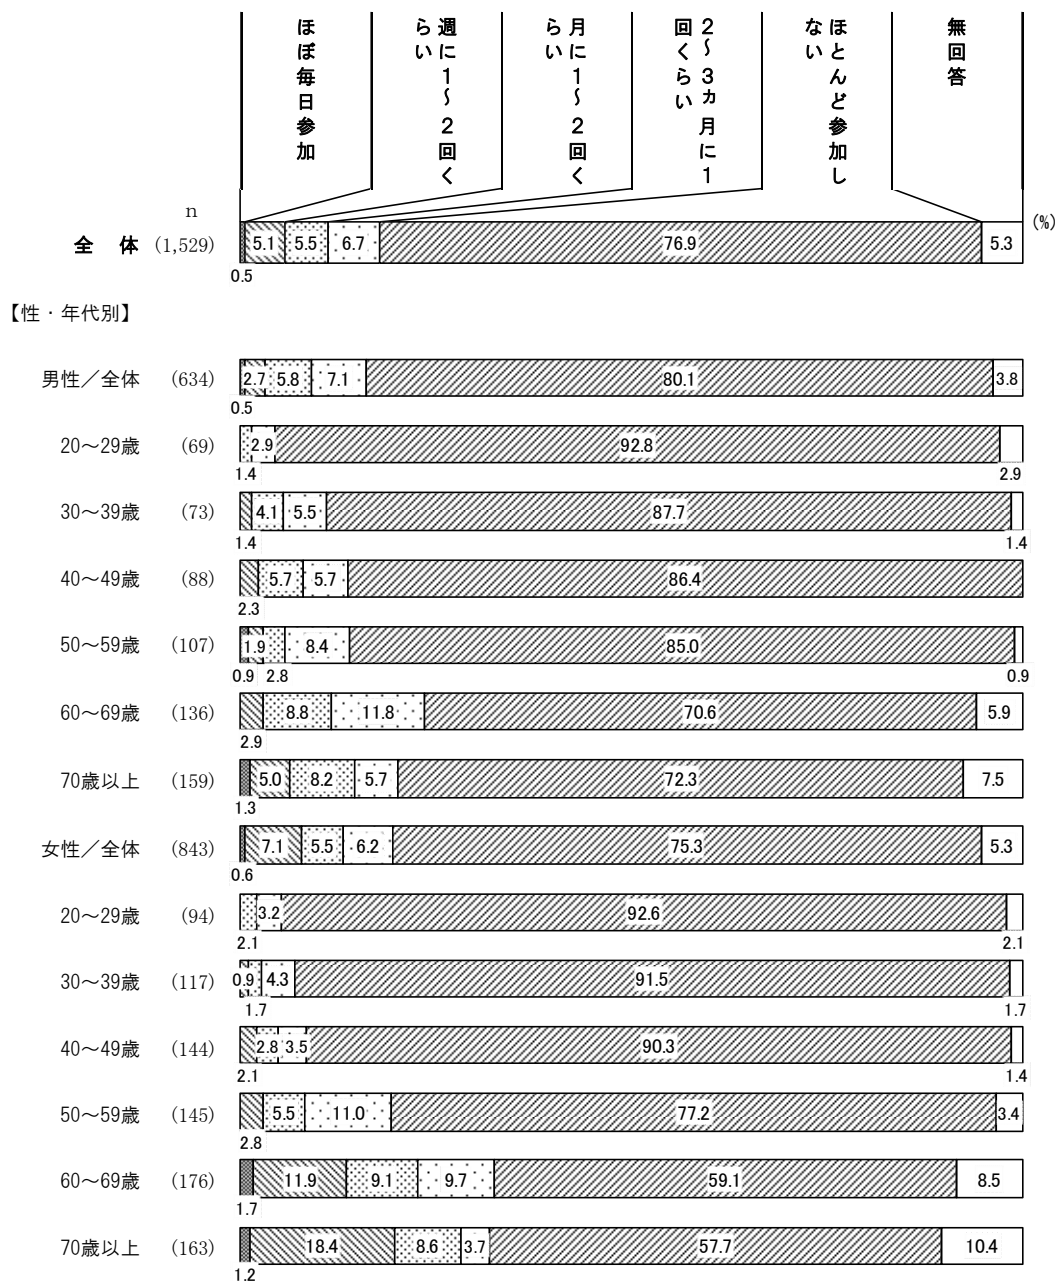 ほぼ毎日参加
週に１～２回く
らい
月に１～２回く
らい
２～３ヵ月に１
回くらい
ほとんど参加し
ない
無回答
n
(%)
全 体 (1,529) 5.1 5.5 6.7 76.9 5.3
0.5
【性・年代別】
男性／全体 (634) 2.7 5.8 7.1 80.1 3.8
0.5
20～29歳 (69) 2.9 92.8
1.4 2.9
30～39歳 (73) 4.1 5.5 87.7
1.4 1.4
40～49歳 (88) 5.7 5.7 86.4
2.3
50～59歳 (107) 1.9 8.4 85.0
0.9 2.8 0.9
60～69歳 (136) 8.8 11.8 70.6 5.9
2.9
70歳以上 (159) 5.0 8.2 5.7 72.3 7.5
1.3
女性／全体 (843) 7.1 5.5 6.2 75.3 5.3
0.6
20～29歳 (94) 3.2 92.6
2.1 2.1
30～39歳 (117) 0.9 4.3 91.5
1.7 1.7
40～49歳 (144) 2.8 3.5 90.3
2.1 1.4
50～59歳 (145) 5.5 11.0 77.2 3.4
2.8
60～69歳 (176) 11.9 9.1 9.7 59.1 8.5
1.7
70歳以上 (163) 18.4 8.6 3.7 57.7 10.4
1.2